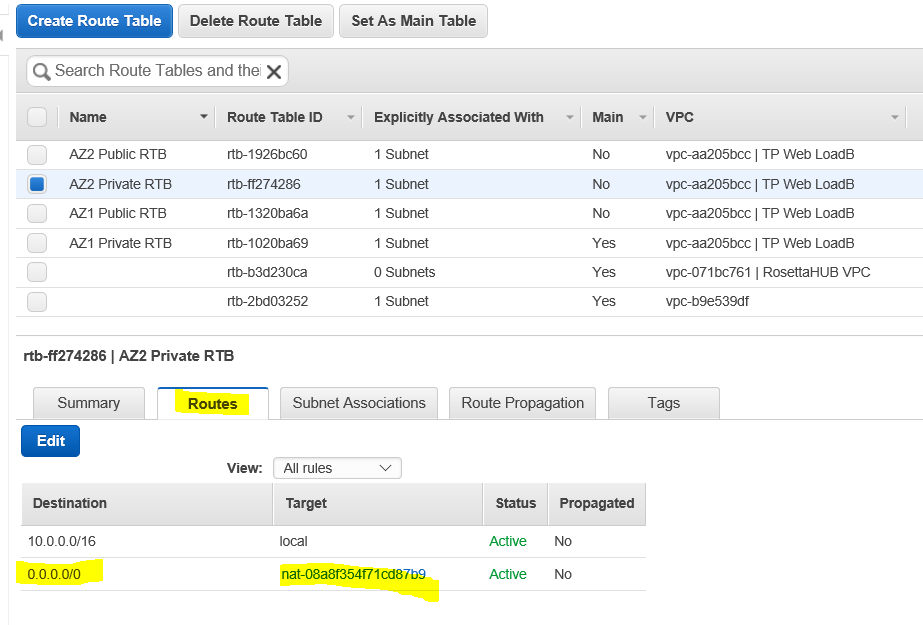 Create Route Table Delete Route Table Set As Main Table
Search Route Tables and thei
Name Route Table ID Explicitly Associated With Main VPC
AZ2 Public RTB rtb-1926bc60 1 Subnet No vpc-aa205bcc | TP Web LoadB
AZ2 Private RTB rtb-ff274286 1 Subnet No vpc-aa205bcc | TP Web LoadB
AZ1 Public RTB rtb-1320ba6a 1 Subnet No vpc-aa205bcc | TP Web LoadB
AZ1 Private RTB rtb-1020ba69 1 Subnet Yes vpc-aa205bcc | TP Web LoadB
rtb-b3d230ca 0 Subnets Yes vpc-071bc761 | RosettaHUB VPC
rtb-2bd03252 1 Subnet Yes vpc-b9e539df
rtb-ff274286 | AZ2 Private RTB
Summary Routes Subnet Associations Route Propagation Tags
Edit
View: All rules
Destination Target Status Propagated
10.0.0.0/16 local Active No
0.0.0.0/0 nat-08a8f354f71cd87b9 Active No